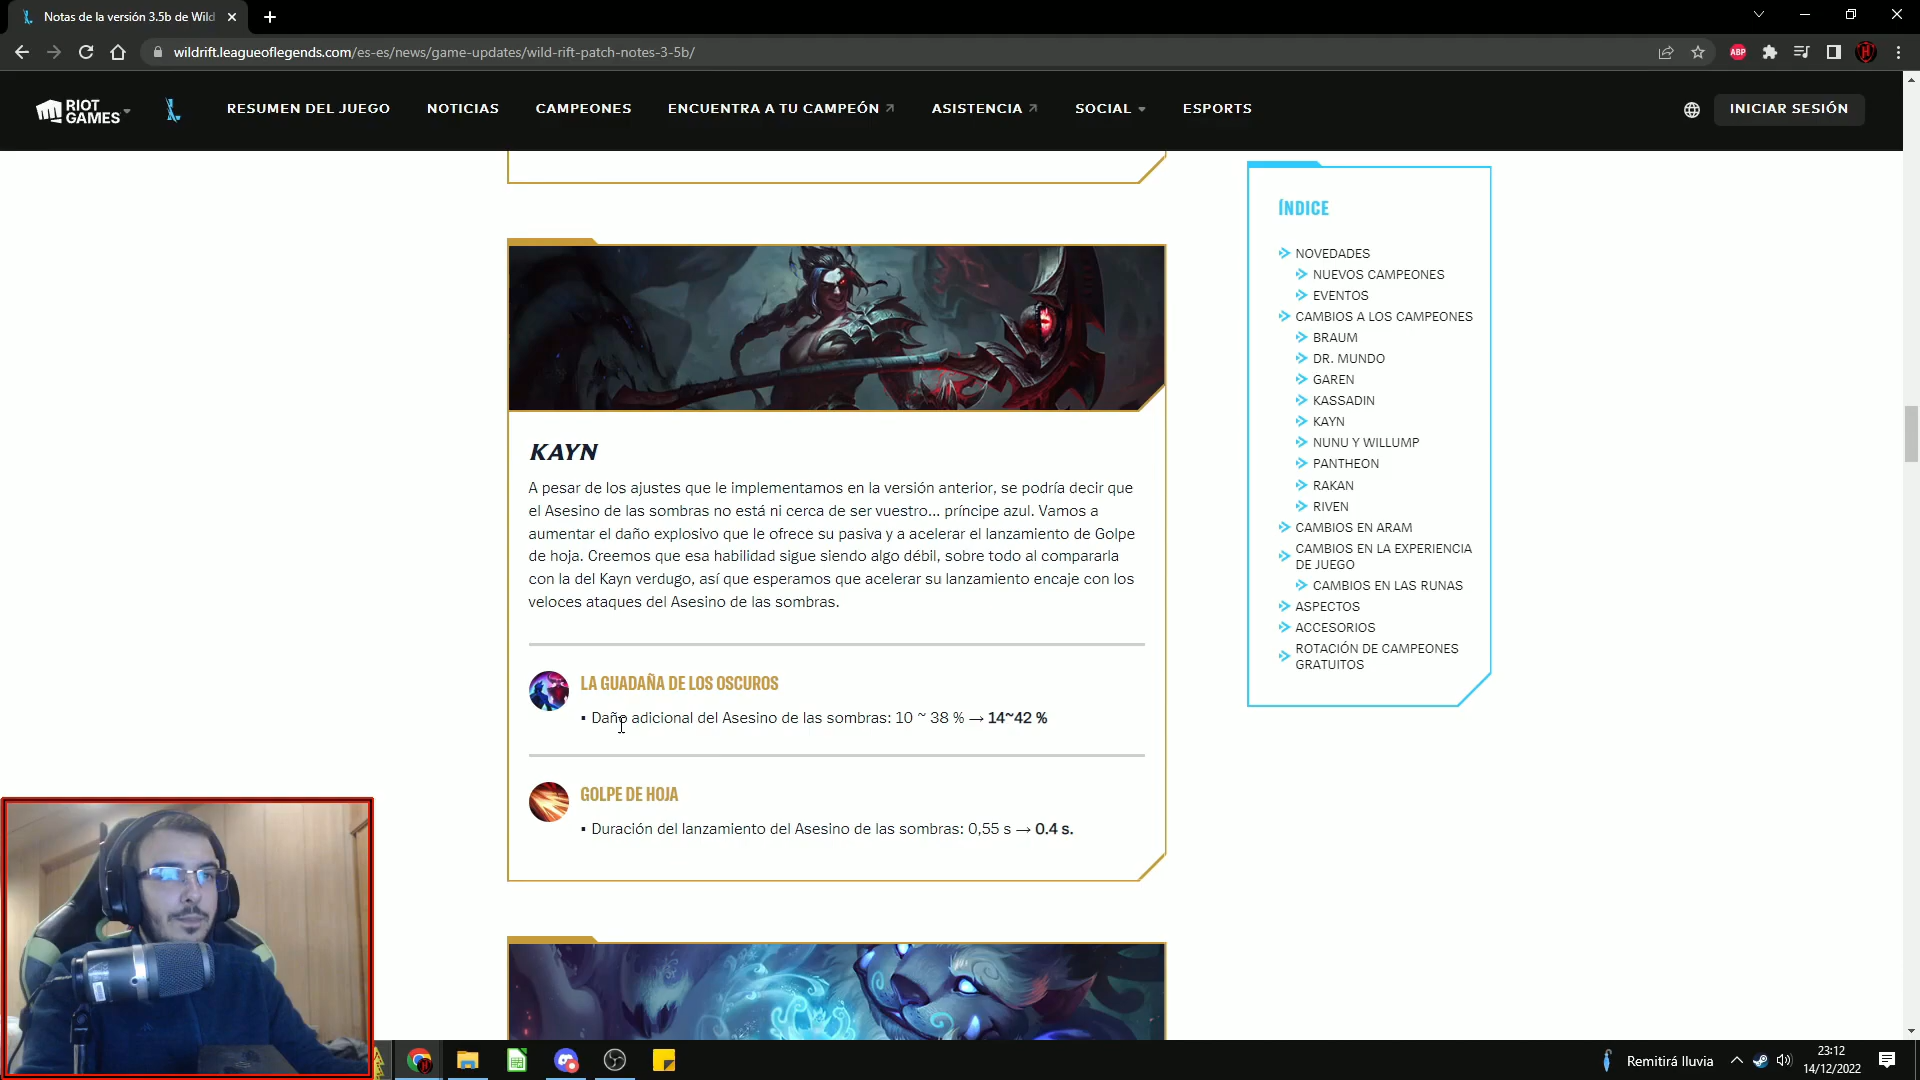 Notas de la versión 3.5b de Wild
wildrift.leagueoflegends.com/es-es/news/game-updates/wild-rift-patch-notes-3-5b/
ABP
RIOT GAMES
RESUMEN DEL JUEGO
NOTICIAS
CAMPEONES
ENCUENTRA A TU CAMPEÓN
ASISTENCIA
SOCIAL
ESPORTS
INICIAR SESIÓN
KAYN
A pesar de los ajustes que le implementamos en la versión anterior, se podría decir que
el Asesino de las sombras no está ni cerca de ser vuestro... príncipe azul. Vamos a
aumentar el daño explosivo que le ofrece su pasiva y a acelerar el lanzamiento de Golpe
de hoja. Creemos que esa habilidad sigue siendo algo débil, sobre todo al compararla
con la del Kayn verdugo, así que esperamos que acelerar su lanzamiento encaje con los
veloces ataques del Asesino de las sombras.
LA GUADAÑA DE LOS OSCUROS
▪ Daño adicional del Asesino de las sombras: 10 ~ 38 % → 14~42 %
GOLPE DE HOJA
▪ Duración del lanzamiento del Asesino de las sombras: 0,55 s → 0.4 s.
ÍNDICE
NOVEDADES
NUEVOS CAMPEONES
EVENTOS
CAMBIOS A LOS CAMPEONES
BRAUM
DR. MUNDO
GAREN
KASSADIN
KAYN
NUNU Y WILLUMP
PANTHEON
RAKAN
RIVEN
CAMBIOS EN ARAM
CAMBIOS EN LA EXPERIENCIA
DE JUEGO
CAMBIOS EN LAS RUNAS
ASPECTOS
ACCESORIOS
ROTACIÓN DE CAMPEONES
GRATUITOS
Remitirá lluvia
23:12
14/12/2022